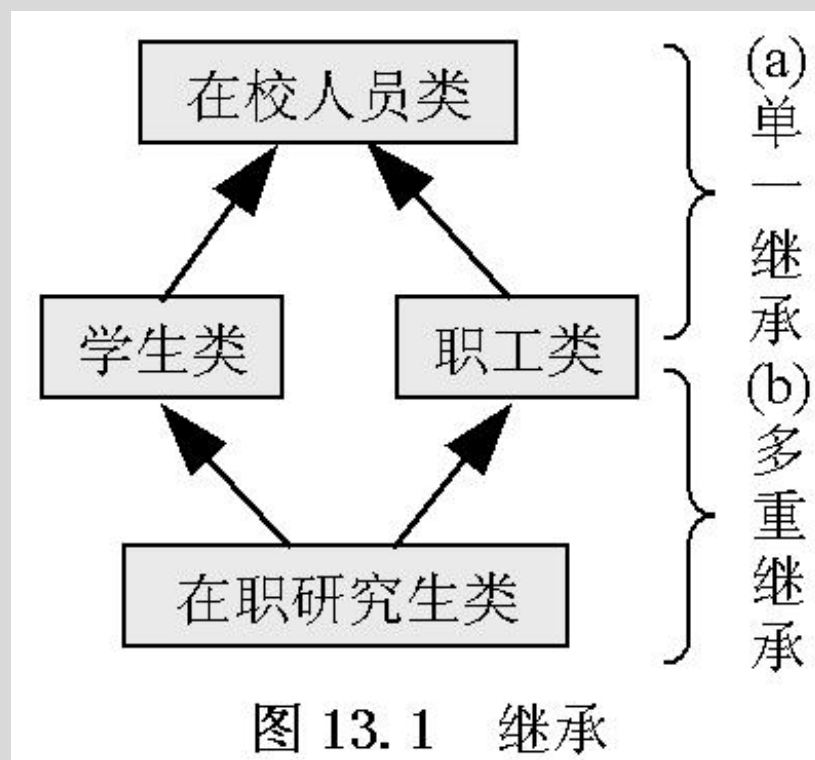 在校人员类
(a)单一继承
学生类
职工类
(b)多重继承
在职研究生类
图 13.1 继承